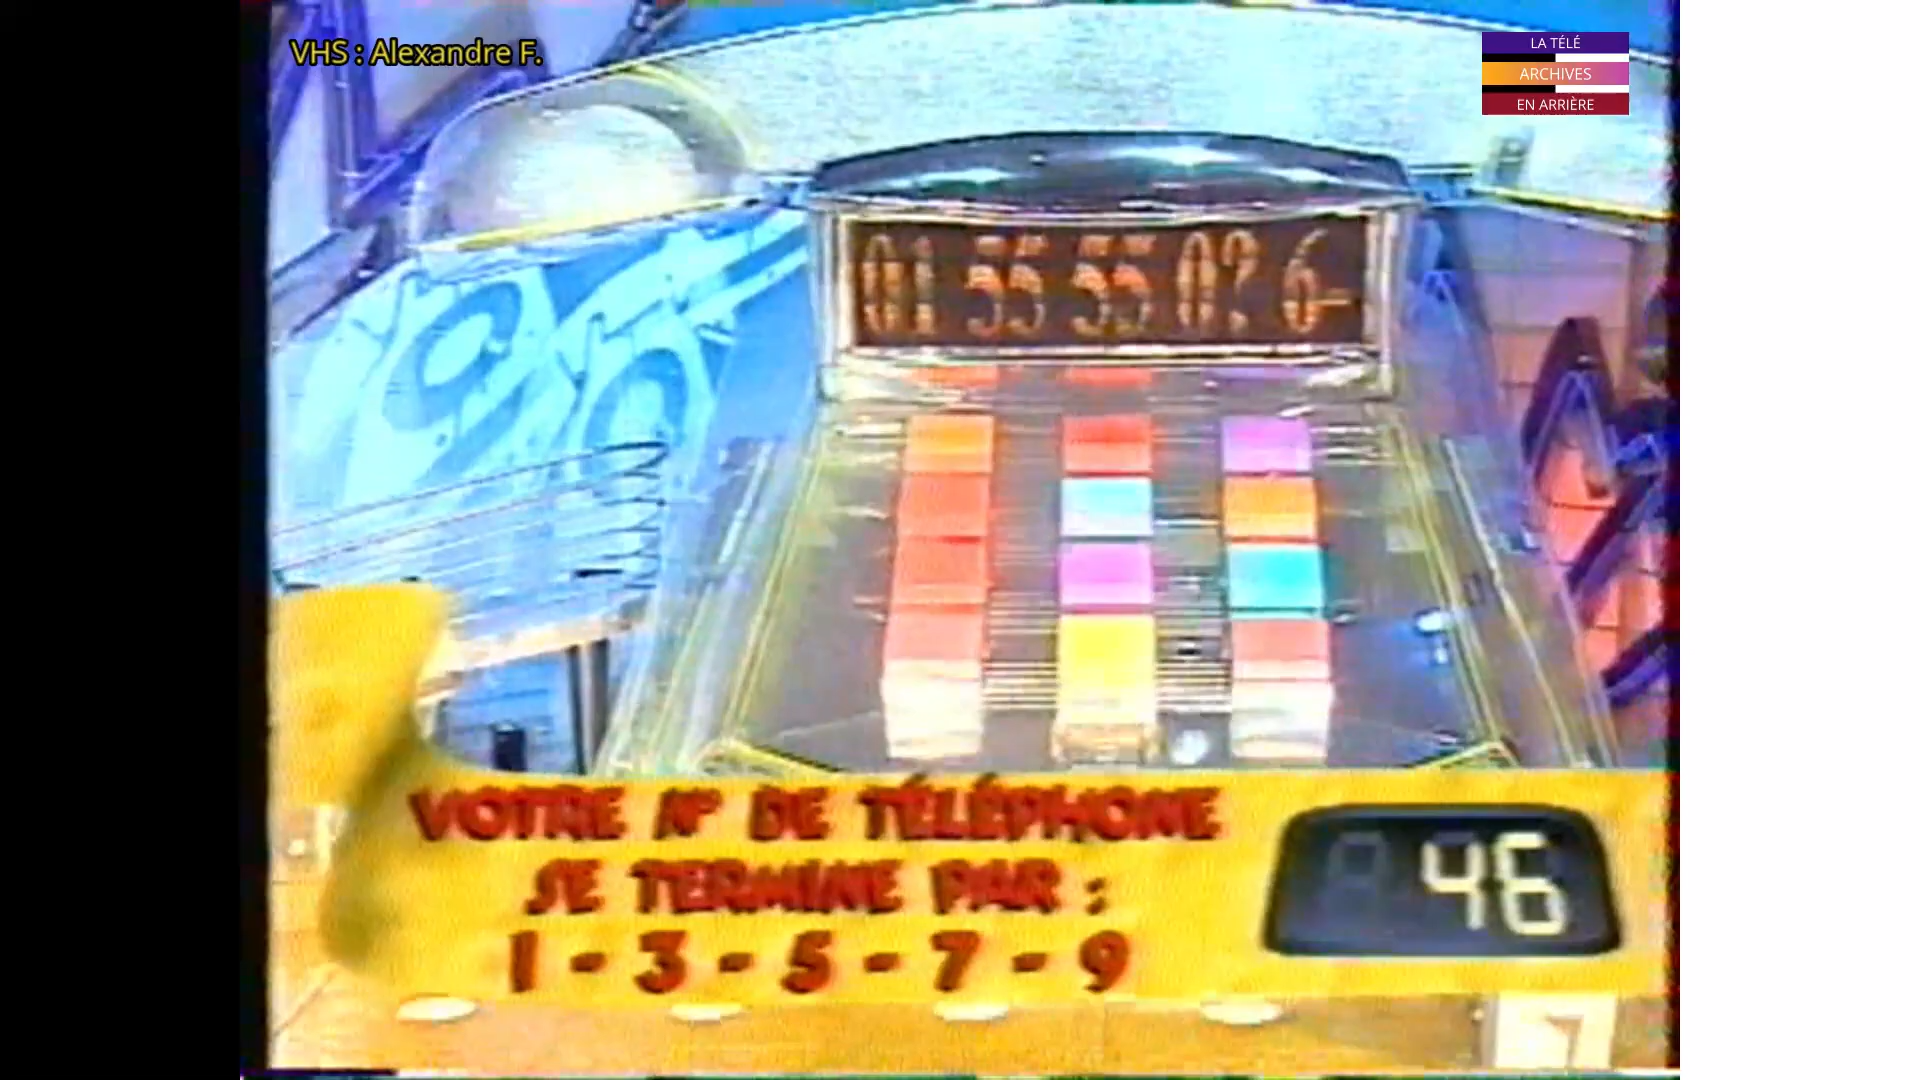 VHS : Alexandre F.
LA TÉLÉ
ARCHIVES
EN ARRIÈRE
01 55 55 0? 6-
VOTRE N° DE TÉLÉPHONE
SE TERMINE PAR :
1 - 3 - 5 - 7 - 9
46